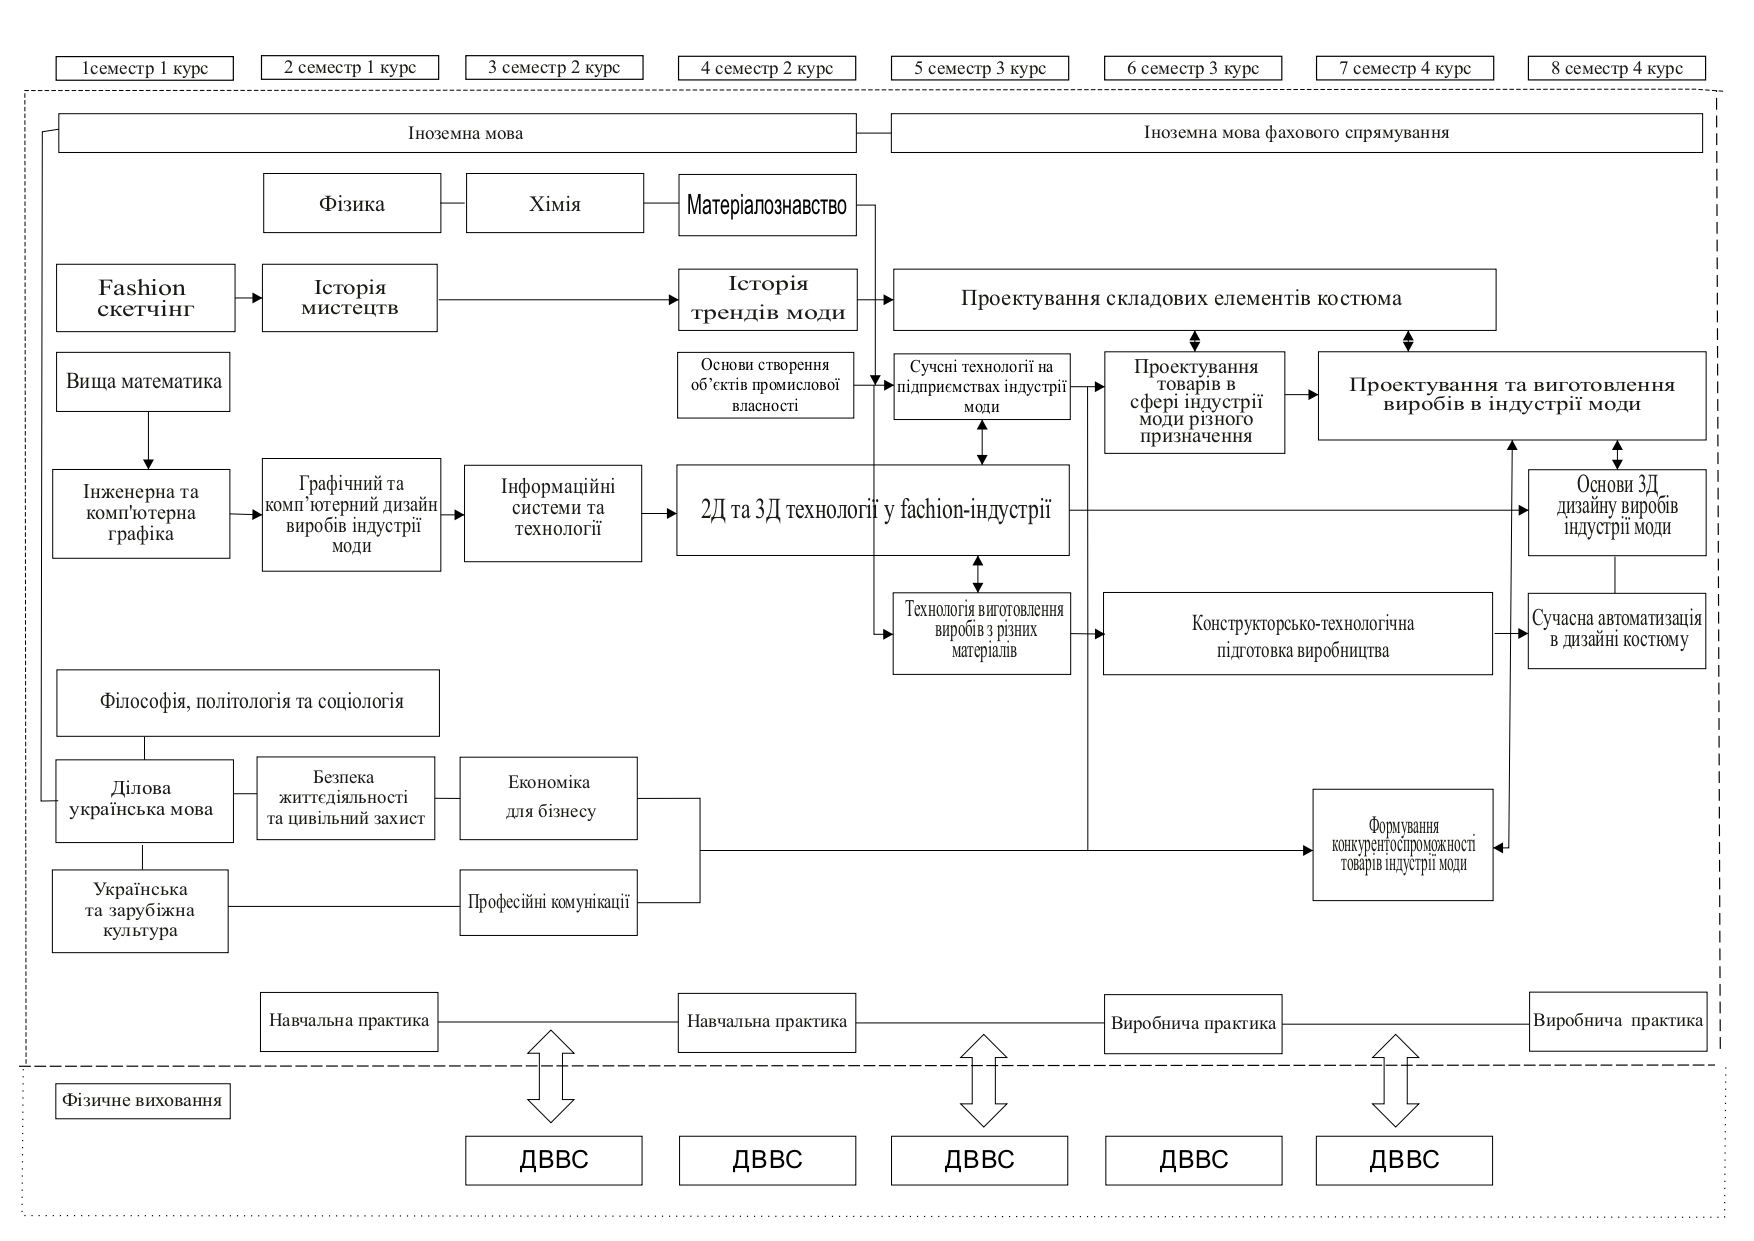 1семестр 1 курс
2 семестр 1 курс
3 семестр 2 курс
4 семестр 2 курс
5 семестр 3 курс
6 семестр 3 курс
7 семестр 4 курс
8 семестр 4 курс
Іноземна мова
Іноземна мова фахового спрямування
Фізика
Хімія
Матеріалознавство
Fashion
скетчінг
Історія
мистецтв
Історія
трендів моди
Проектування складових елементів костюма
Вища математика
Основи створення
об’єктів промислової
власності
Сучсні технології на
підприємствах індустрії
моди
Проектування
товарів в
сфері індустрії
моди різного
призначення
Проектування та виготовлення
виробів в індустрії моди
Інженерна та
комп'ютерна
графіка
Графічний та
комп’ютерний дизайн
виробів індустрії
моди
Інформаційні
системи та
технології
2Д та 3Д технології у fashion-індустрії
Основи 3Д
дизайну виробів
індустрії моди
Технологія виготовлення
виробів з різних
матеріалів
Конструкторсько-технологічна
підготовка виробництва
Сучасна автоматизація
в дизайні костюму
Філософія, політологія та соціологія
Ділова
українська мова
Безпека
життєдіяльності
та цивільний захист
Економіка
для бізнесу
Формування
конкурентоспроможності
товарів індустрії моди
Українська
та зарубіжна
культура
Професійні комунікації
Навчальна практика
Навчальна практика
Виробнича практика
Виробнича  практика
Фізичне виховання
ДВВС
ДВВС
ДВВС
ДВВС
ДВВС